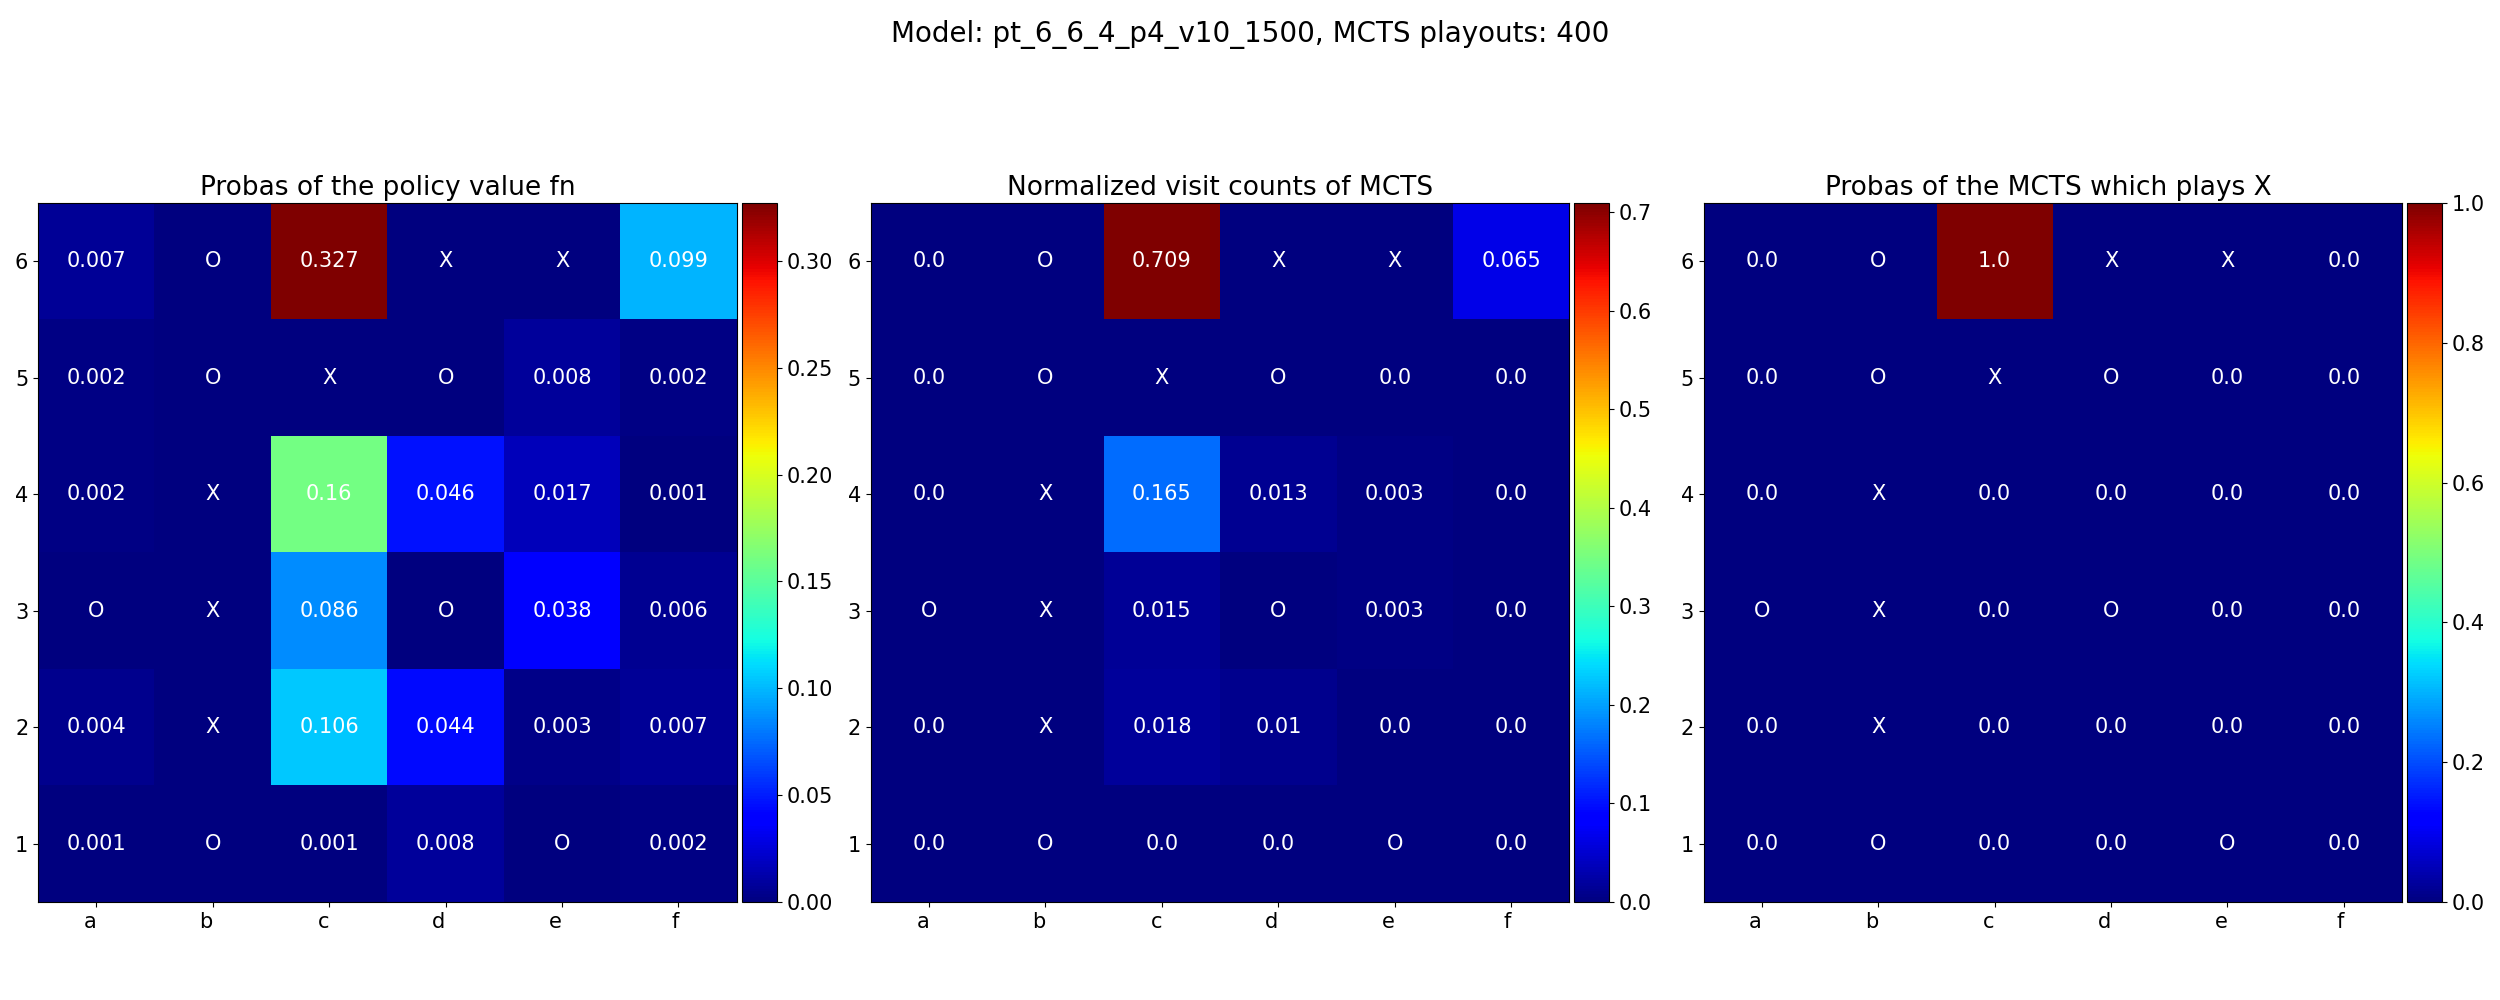 Model: pt_6_6_4_p4_v10_1500, MCTS playouts: 400
Probas of the policy value fn
6 0.007 O 0.327 X X 0.099
5 0.002 O X O 0.008 0.002
4 0.002 X 0.16 0.046 0.017 0.001
3 O X 0.086 O 0.038 0.006
2 0.004 X 0.106 0.044 0.003 0.007
1 0.001 O 0.001 0.008 O 0.002
a b c d e f
0.30
0.25
0.20
0.15
0.10
0.05
0.00
Normalized visit counts of MCTS
6 0.0 O 0.709 X X 0.065
5 0.0 O X O 0.0 0.0
4 0.0 X 0.165 0.013 0.003 0.0
3 O X 0.015 O 0.003 0.0
2 0.0 X 0.018 0.01 0.0 0.0
1 0.0 O 0.0 0.0 O 0.0
a b c d e f
0.7
0.6
0.5
0.4
0.3
0.2
0.1
0.0
Probas of the MCTS which plays X
6 0.0 O 1.0 X X 0.0
5 0.0 O X O 0.0 0.0
4 0.0 X 0.0 0.0 0.0 0.0
3 O X 0.0 O 0.0 0.0
2 0.0 X 0.0 0.0 0.0 0.0
1 0.0 O 0.0 0.0 O 0.0
a b c d e f
1.0
0.8
0.6
0.4
0.2
0.0